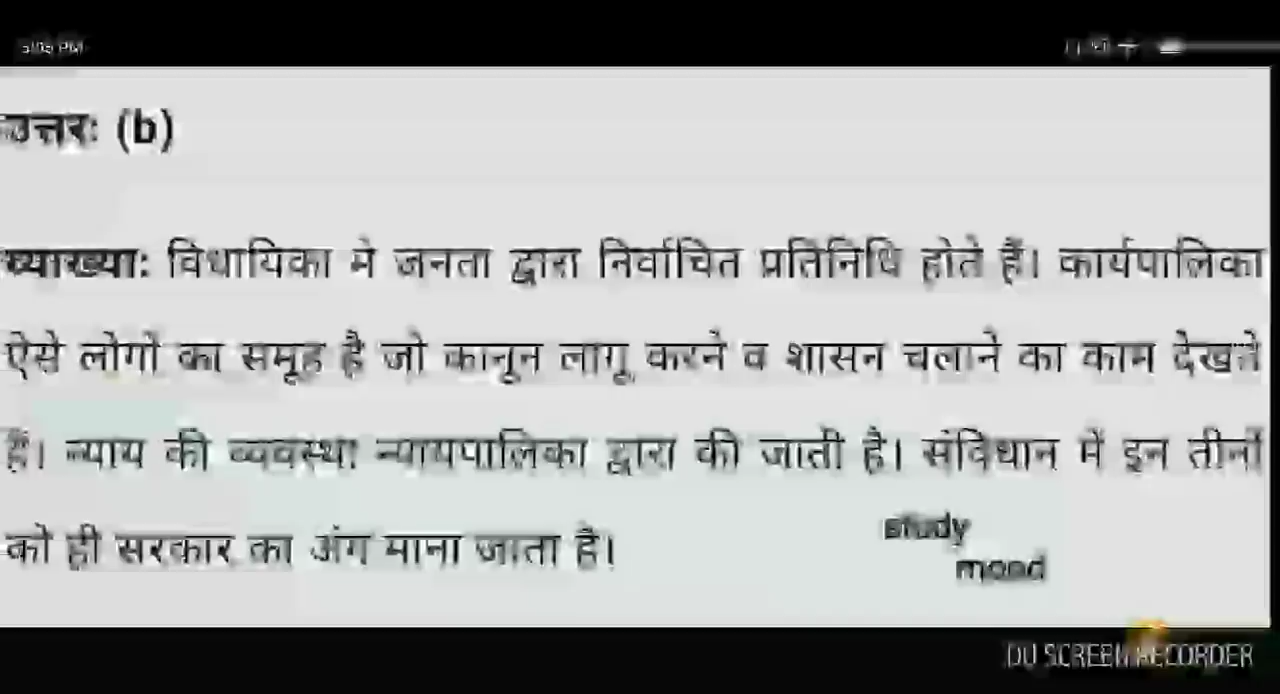 उत्तरः (b)
व्याख्याः विधायिका मे जनता द्वारा निर्वाचित प्रतिनिधि होते हैं। कार्यपालिका
ऐसे लोगों का समूह है जो कानून लागू करने व शासन चलाने का काम देखते
हैं। न्याय की व्यवस्था न्यायपालिका द्वारा की जाती है। संविधान में इन तीनों
को ही सरकार का अंग माना जाता है।
study
mood
DU SCREEN RECORDER